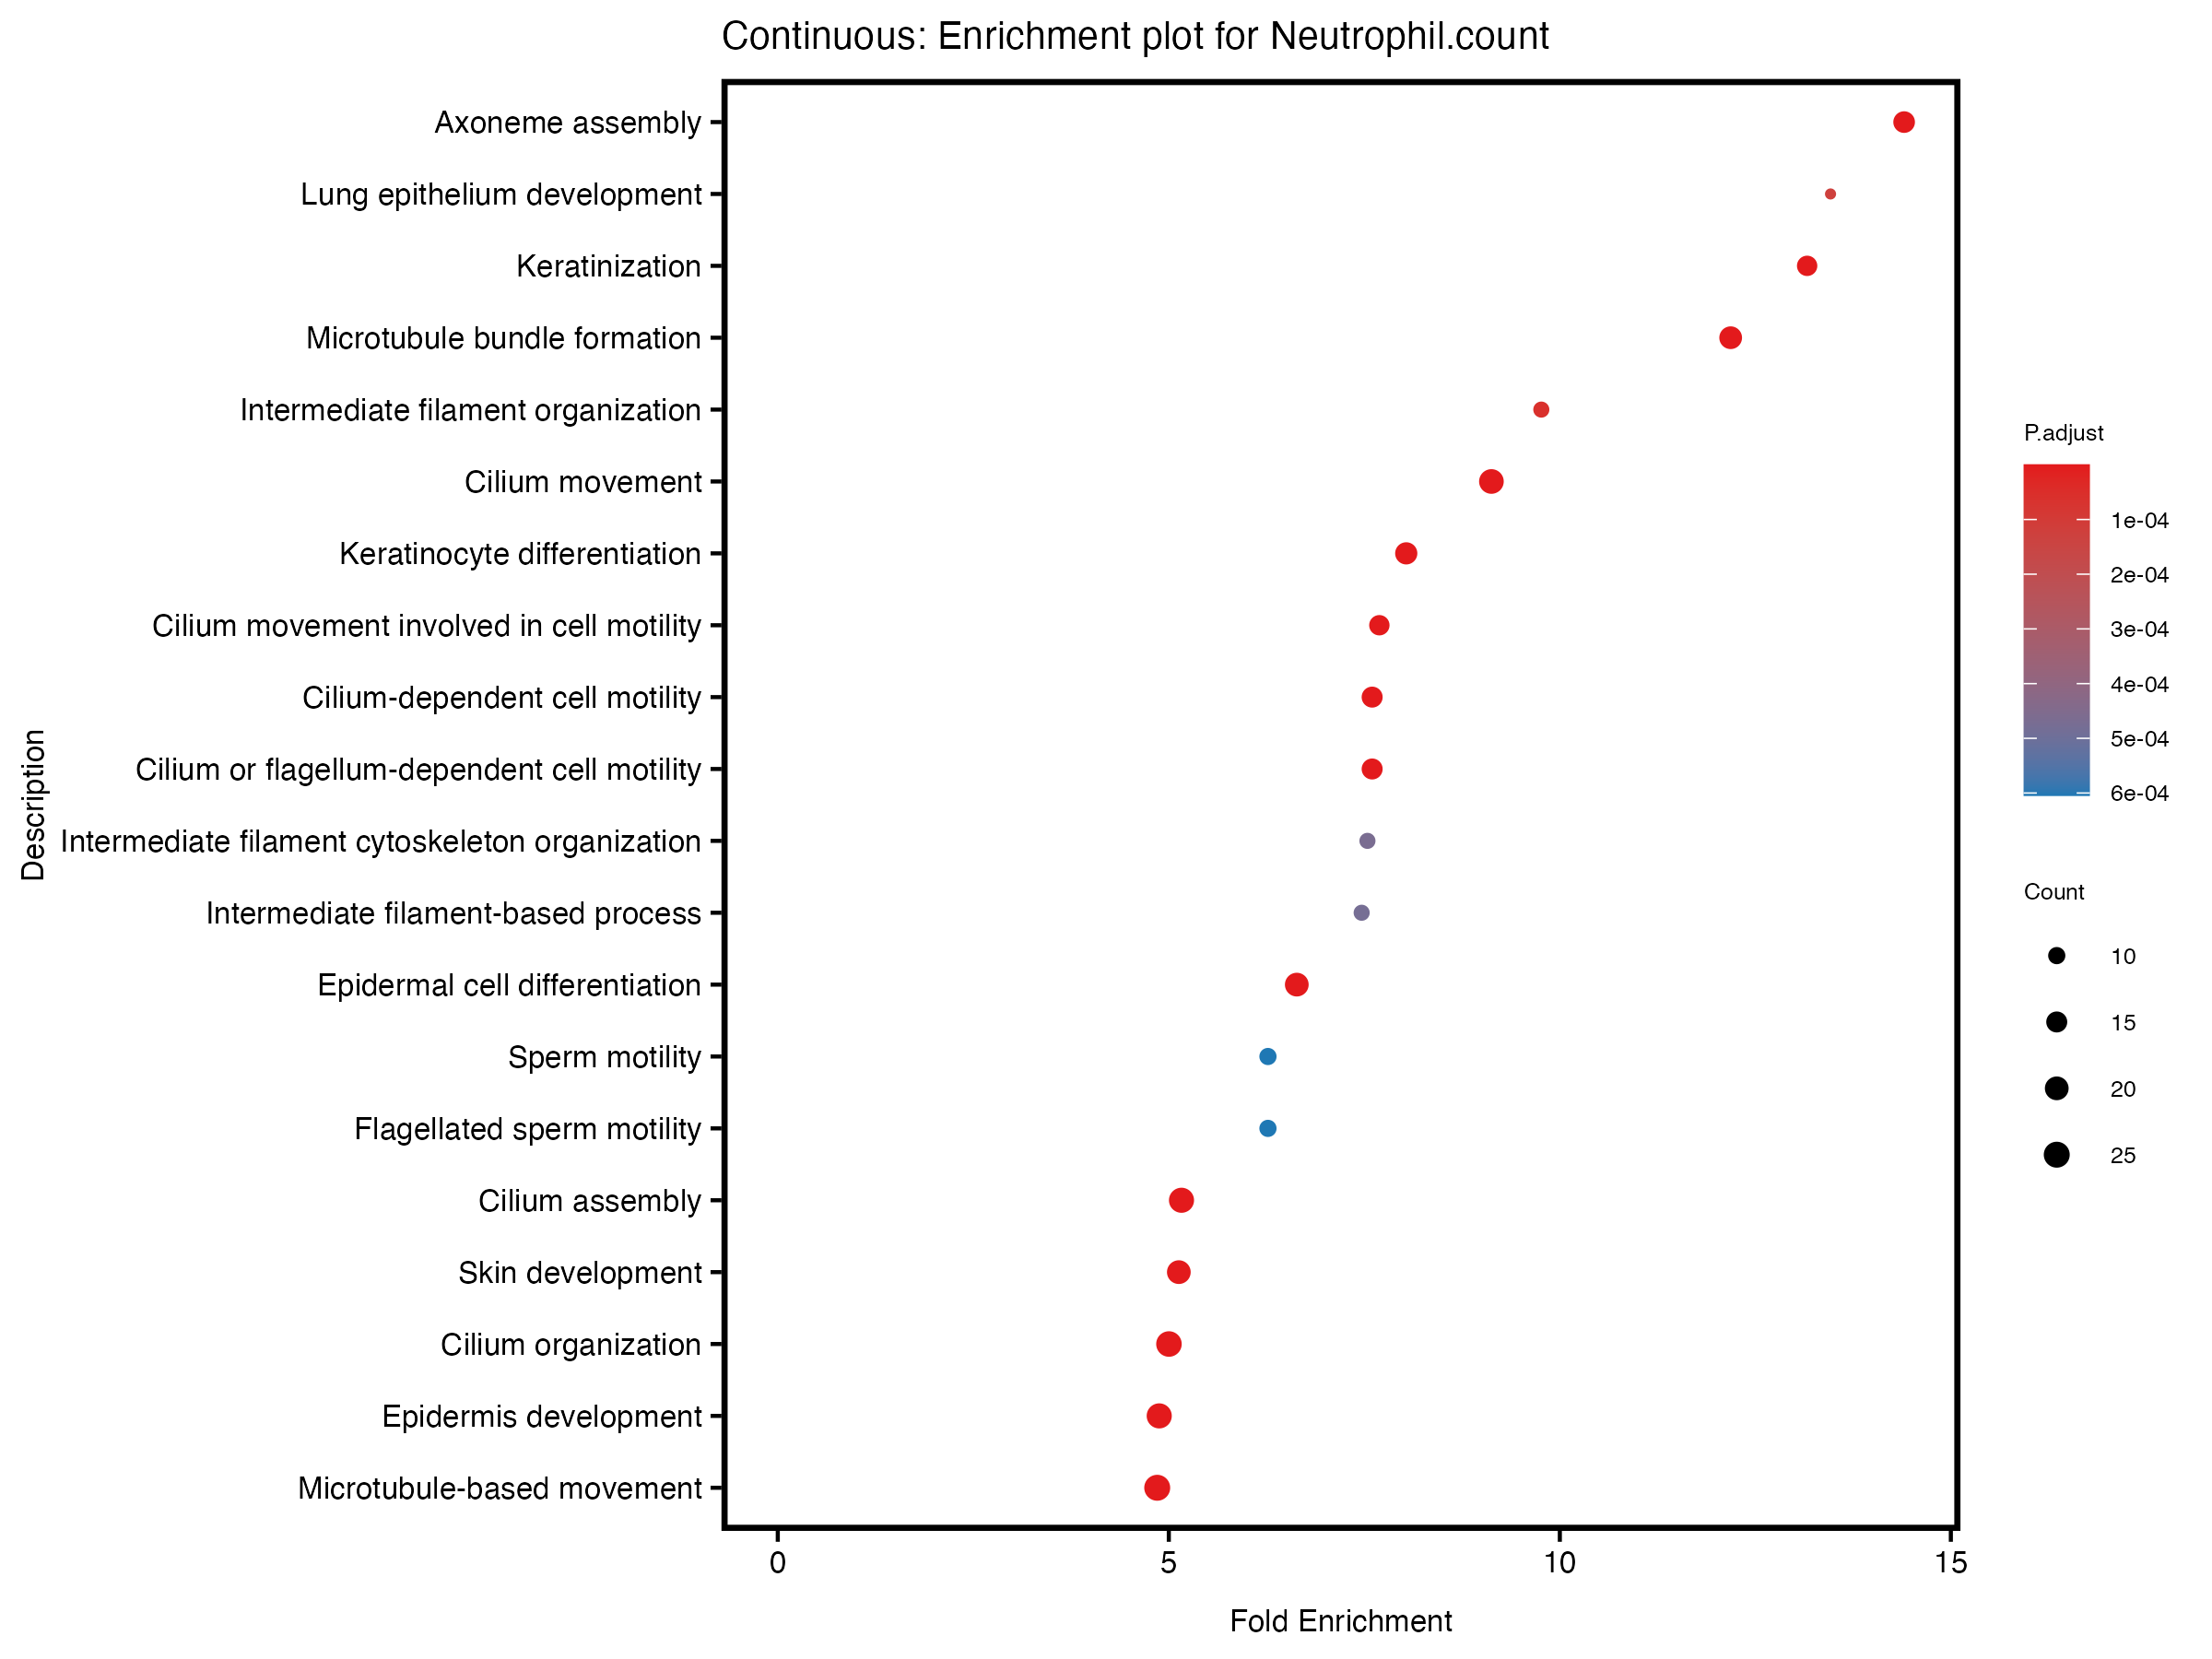 Continuous: Enrichment plot for Neutrophil.count
Axoneme assembly
Lung epithelium development
Keratinization
Microtubule bundle formation
Intermediate filament organization
Cilium movement
Keratinocyte differentiation
Cilium movement involved in cell motility
Cilium-dependent cell motility
Cilium or flagellum-dependent cell motility
Intermediate filament cytoskeleton organization
Intermediate filament-based process
Epidermal cell differentiation
Sperm motility
Flagellated sperm motility
Cilium assembly
Skin development
Cilium organization
Epidermis development
Microtubule-based movement
Description
0 5 10 15
Fold Enrichment
P.adjust
1e-04
2e-04
3e-04
4e-04
5e-04
6e-04
Count
10
15
20
25